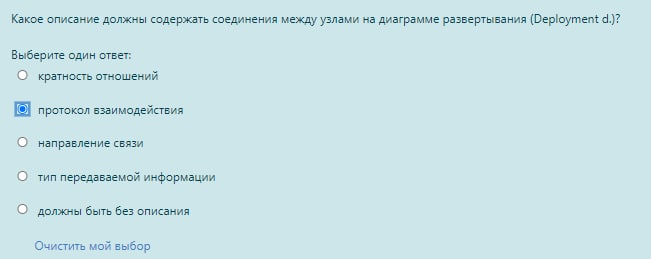 Какое описание должны содержать соединения между узлами на диаграмме развертывания (Deployment d.)?
Выберите один ответ:
кратность отношений
протокол взаимодействия
направление связи
тип передаваемой информации
должны быть без описания
Очистить мой выбор